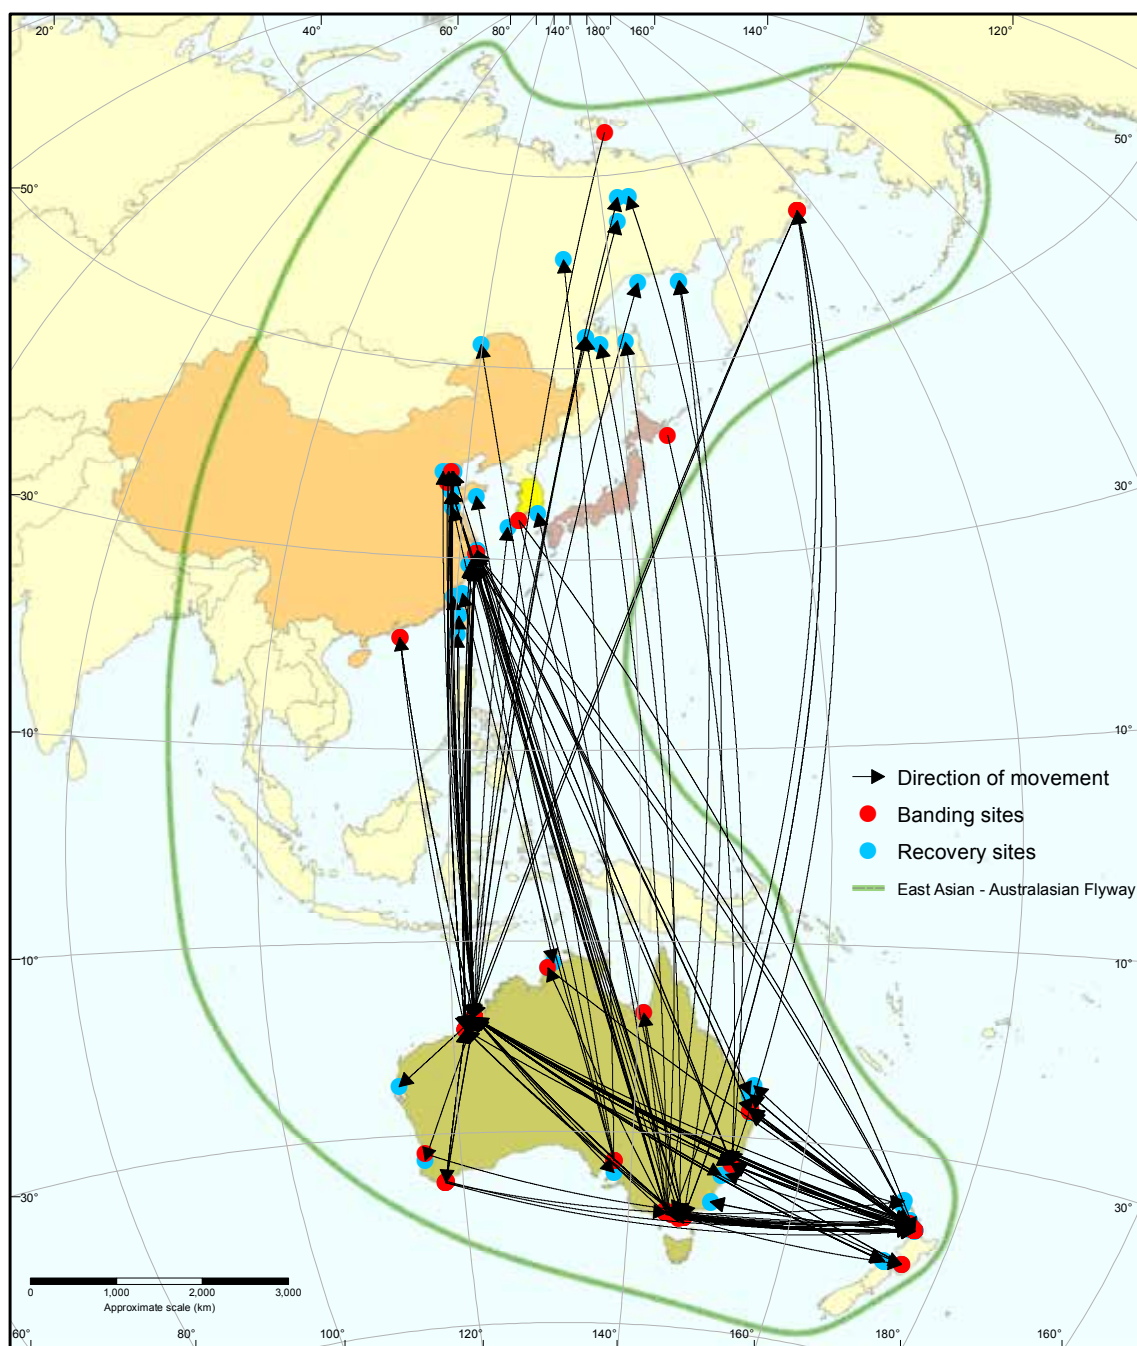 20° 40° 60° 80° 140° 180° 160° 140° 120°
50°
50°
30°
30°
10°
10°
Direction of movement
Banding sites
Recovery sites
East Asian - Australasian Flyway
10°
10°
30°
30°
0 1,000 2,000 3,000
Approximate scale (km)
60° 80° 100° 120° 140° 160° 180° 160°